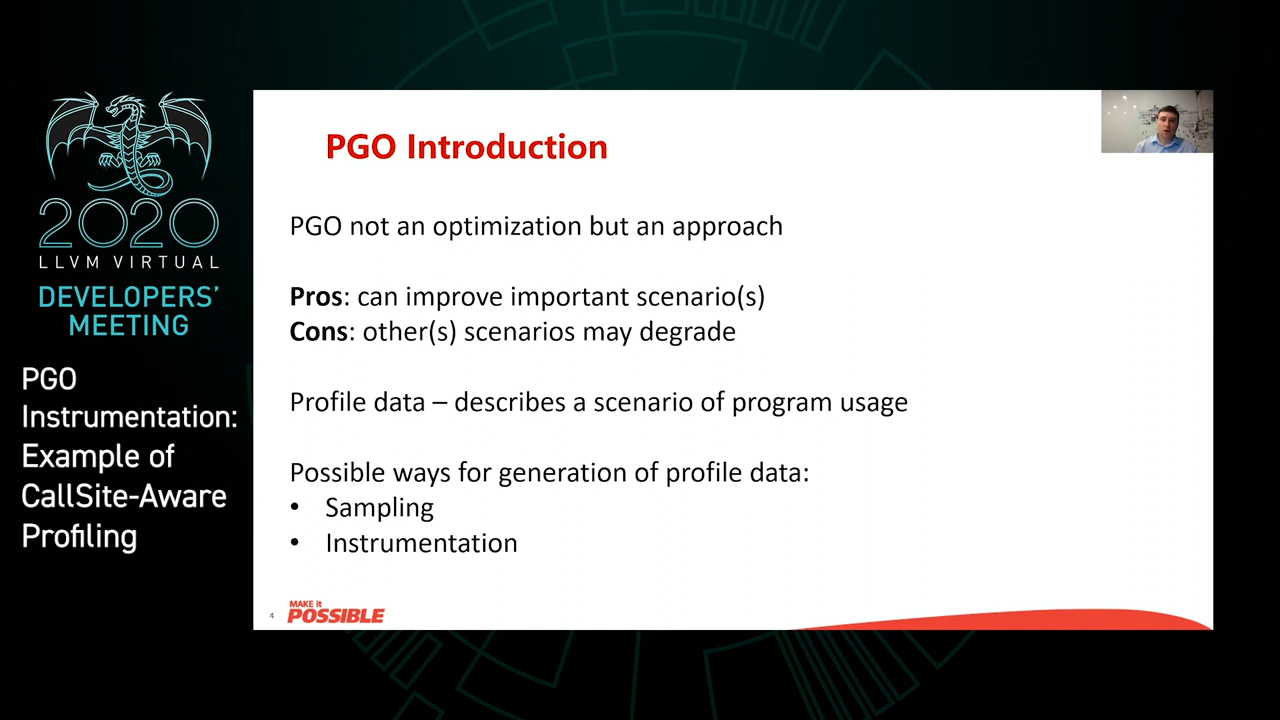 2020
LLVM VIRTUAL
DEVELOPERS'
MEETING
PGO
Instrumentation:
Example of
CallSite-Aware
Profiling
PGO Introduction
PGO not an optimization but an approach
Pros: can improve important scenario(s)
Cons: other(s) scenarios may degrade
Profile data – describes a scenario of program usage
Possible ways for generation of profile data:
• Sampling
• Instrumentation
4
MAKE it
POSSIBLE